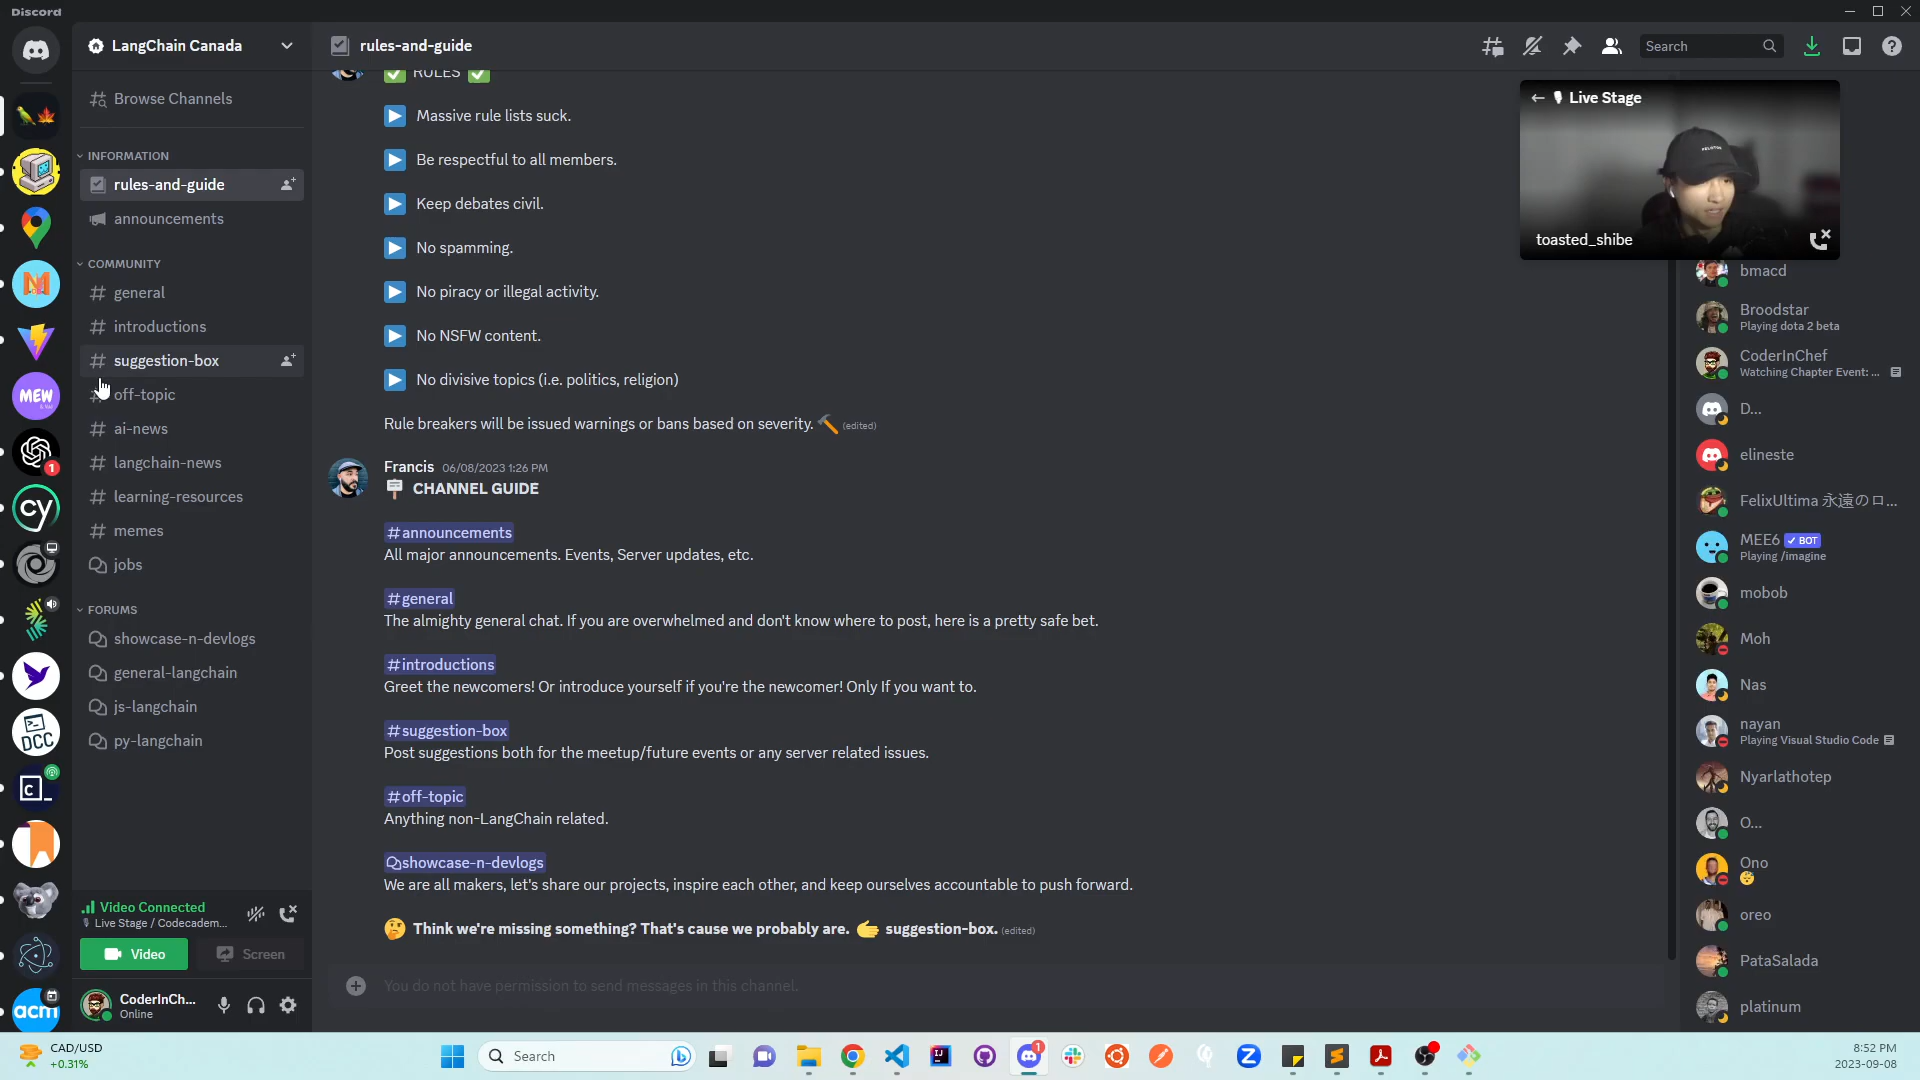 Discord
LangChain Canada
Browse Channels
INFORMATION
rules-and-guide
announcements
COMMUNITY
general
introductions
suggestion-box
off-topic
ai-news
langchain-news
learning-resources
memes
jobs
FORUMS
showcase-n-devlogs
general-langchain
js-langchain
py-langchain
Video Connected
Live Stage / Codecadem...
Video
Screen
CoderInCh...
Online
MEW
1
cy
DCC
C_
acm
rules-and-guide
Search
RULES
Massive rule lists suck.
Be respectful to all members.
Keep debates civil.
No spamming.
No piracy or illegal activity.
No NSFW content.
No divisive topics (i.e. politics, religion)
Rule breakers will be issued warnings or bans based on severity. (edited)
Francis 06/08/2023 1:26 PM
CHANNEL GUIDE
#announcements
All major announcements. Events, Server updates, etc.
#general
The almighty general chat. If you are overwhelmed and don't know where to post, here is a pretty safe bet.
#introductions
Greet the newcomers! Or introduce yourself if you're the newcomer! Only If you want to.
#suggestion-box
Post suggestions both for the meetup/future events or any server related issues.
#off-topic
Anything non-LangChain related.
showcase-n-devlogs
We are all makers, let's share our projects, inspire each other, and keep ourselves accountable to push forward.
Think we're missing something? That's cause we probably are. suggestion-box. (edited)
You do not have permission to send messages in this channel.
Live Stage
toasted_shibe
bmacd
Broodstar
Playing dota 2 beta
CoderInChef
Watching Chapter Event: ...
D...
elineste
FelixUltima 永遠のロ...
MEE6 BOT
Playing /imagine
mobob
Moh
Nas
nayan
Playing Visual Studio Code
Nyarlathotep
O...
Ono
oreo
PataSalada
platinum
CAD/USD
+0.31%
Search
1
8:52 PM
2023-09-08